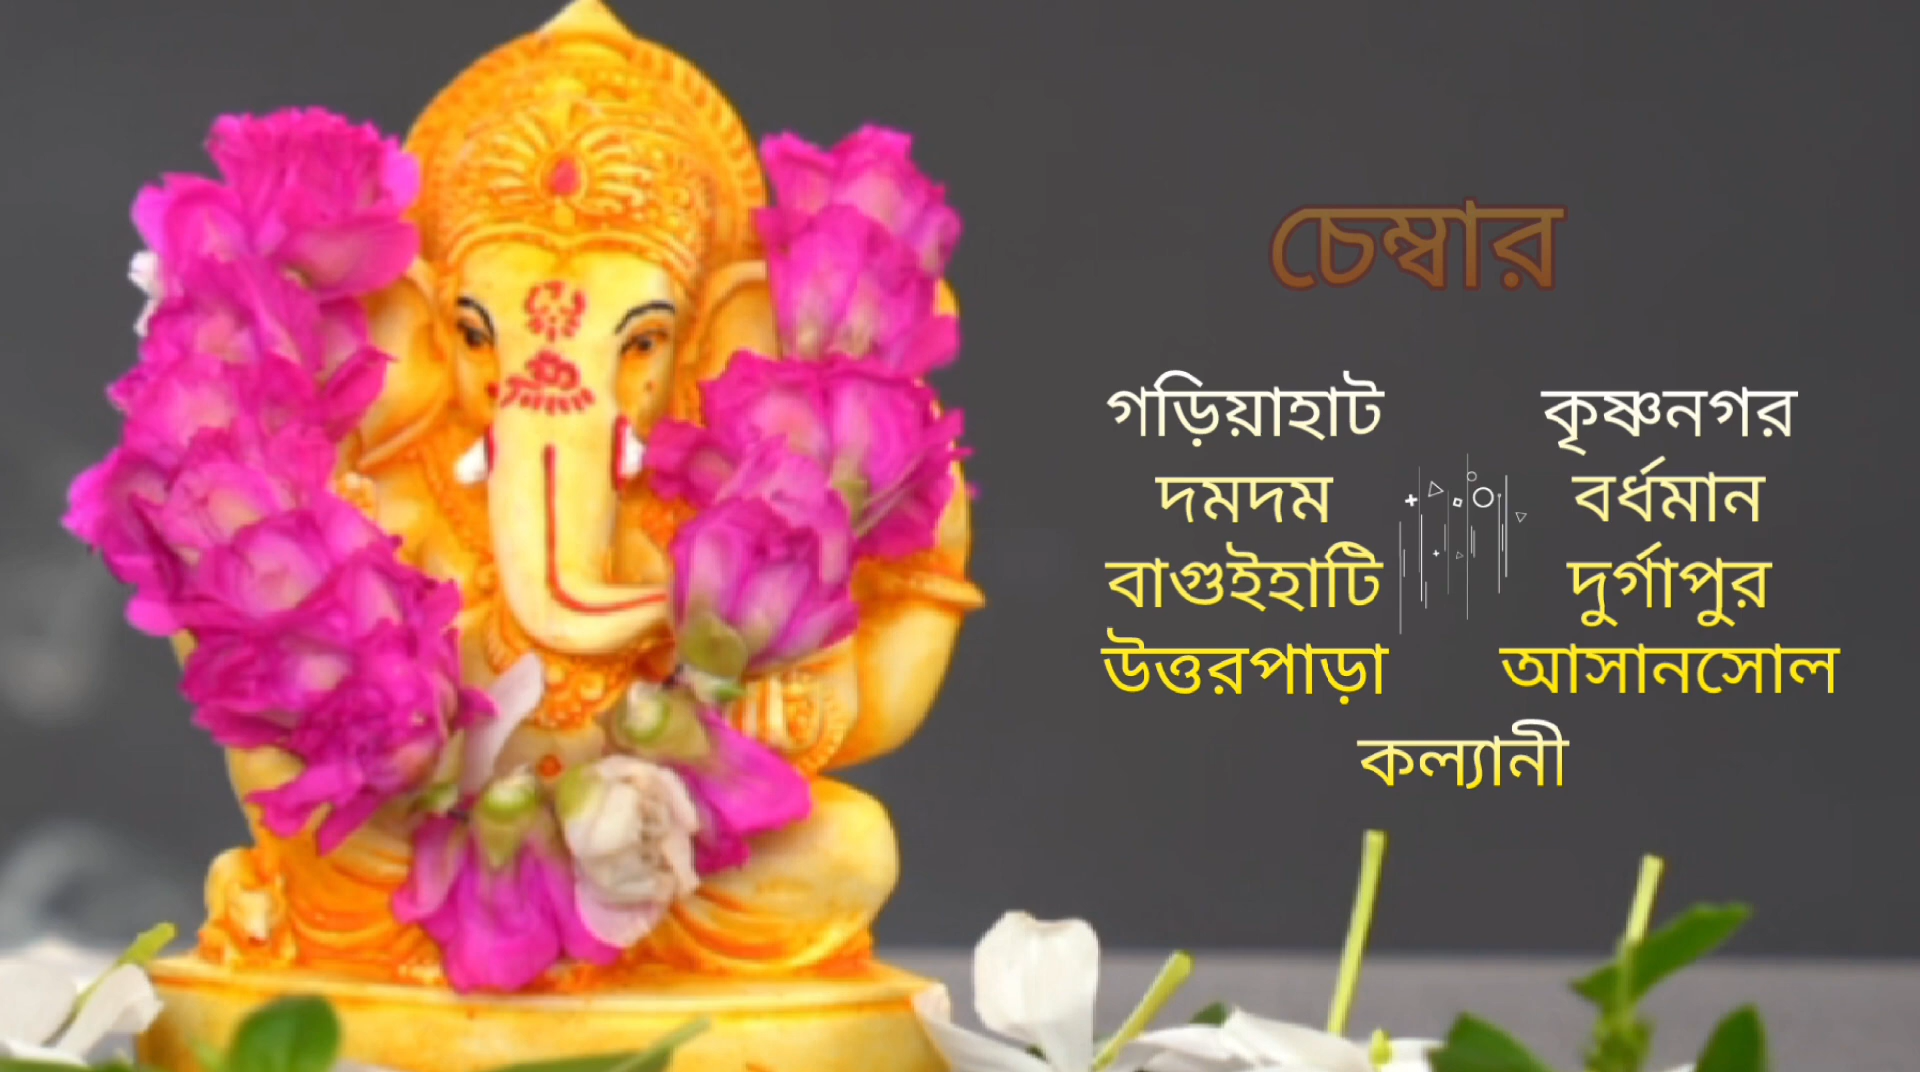 চেম্বার
গড়িয়াহাট
দমদম
বাগুইহাটি
উত্তরপাড়া
কৃষ্ণনগর
বর্ধমান
দুর্গাপুর
আসানসোল
কল্যানী